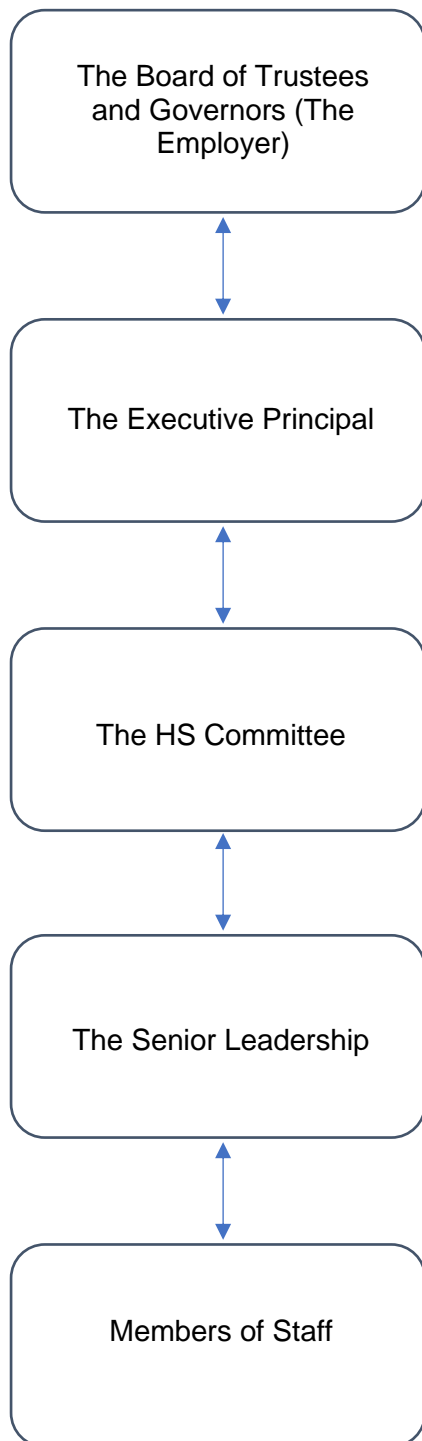 The Board of Trustees
and Governors (The
Employer)
The Executive Principal
The HS Committee
The Senior Leadership
Members of Staff